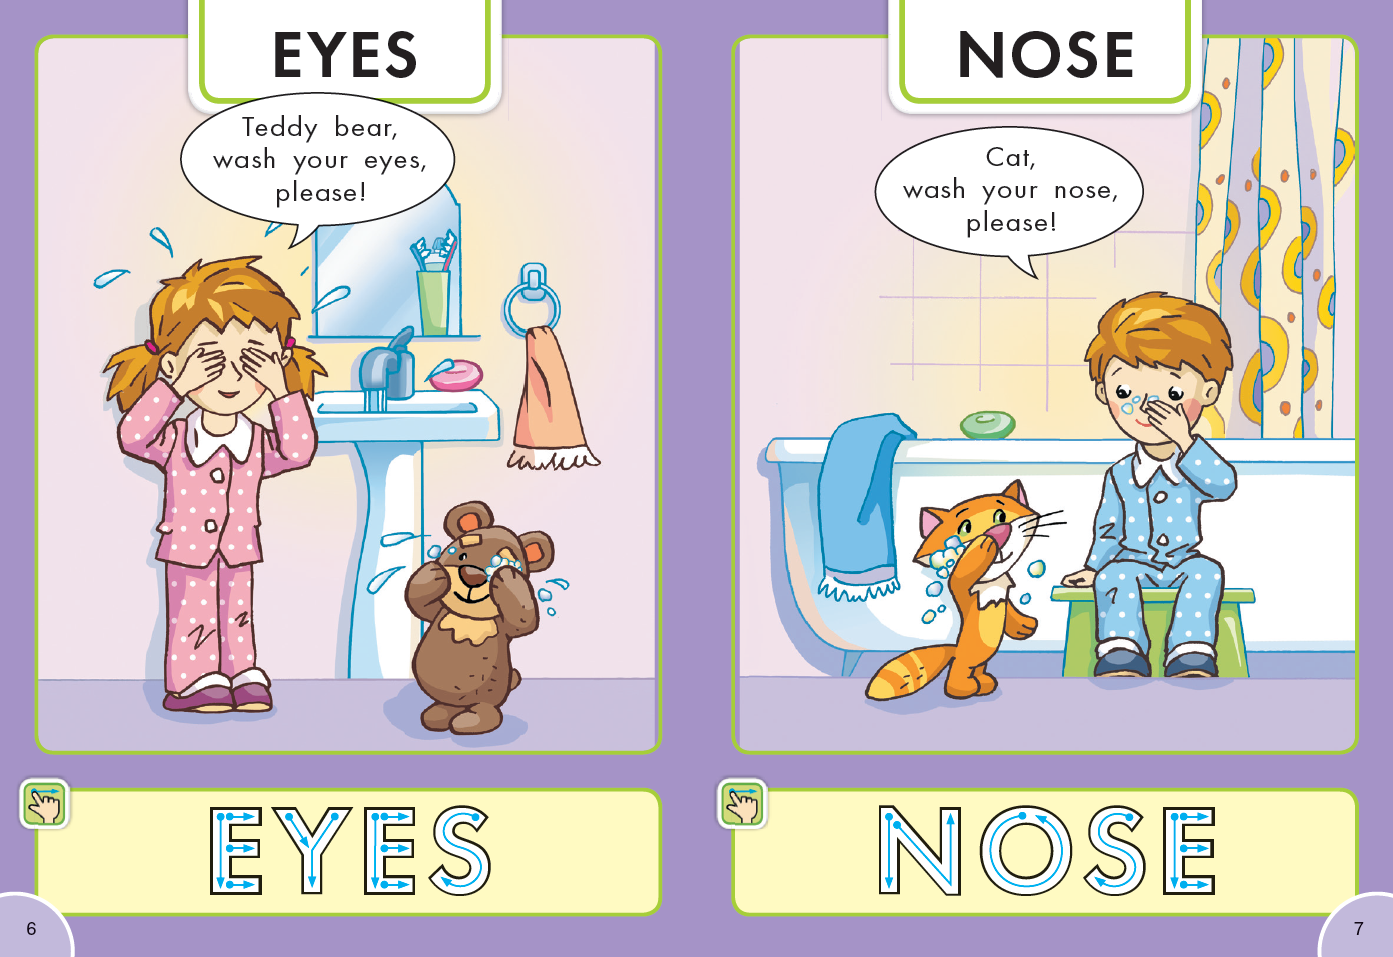 EYES
Teddy bear,
wash your eyes,
please!
EYES
6
NOSE
Cat,
wash your nose,
please!
NOSE
7